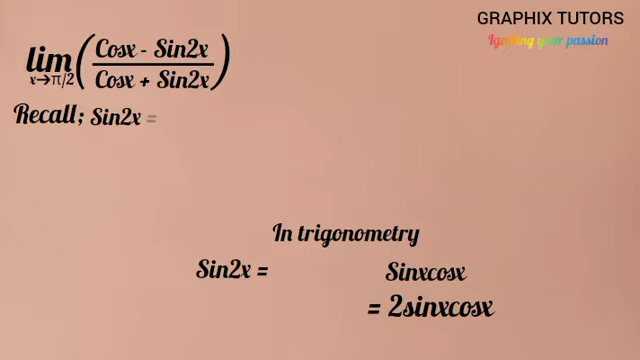 GRAPHIX TUTORS
Igniting your passion
lim x→π/2 (Cosx - Sin2x / Cosx + Sin2x)
Recall; Sin2x =
In trigonometry
Sin2x = Sinxcosx
= 2sinxcosx